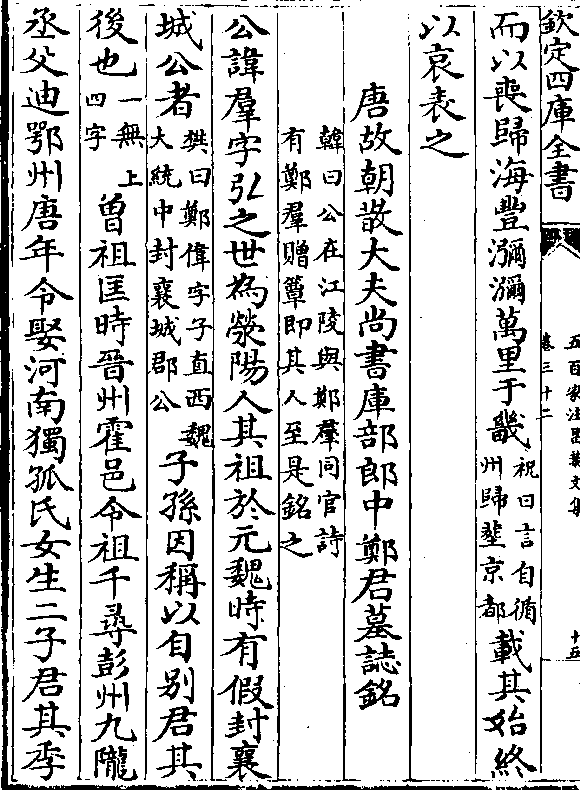 欽定四庫全書
五百家注昌黎文集
卷三十二
十五
而以喪歸海豐瀰瀰萬里于畿祝曰言自循州歸塟京都載其始終
以哀表之
唐故朝散大夫尚書庫部郎中鄭君墓誌銘
韓曰公在江陵與鄭羣同官詩
有鄭羣贈簟即其人至是銘之
公諱羣字弘之世為滎陽人其祖於元魏時有假封襄
城公者樊曰鄭偉字子直西魏大統中封襄城郡公子孫因稱以自别君其
後也一無上四字曽祖匡時晉州霍邑令祖千尋彭州九隴
丞父迪鄂州唐年令娶河南獨孤氏女生二子君其季